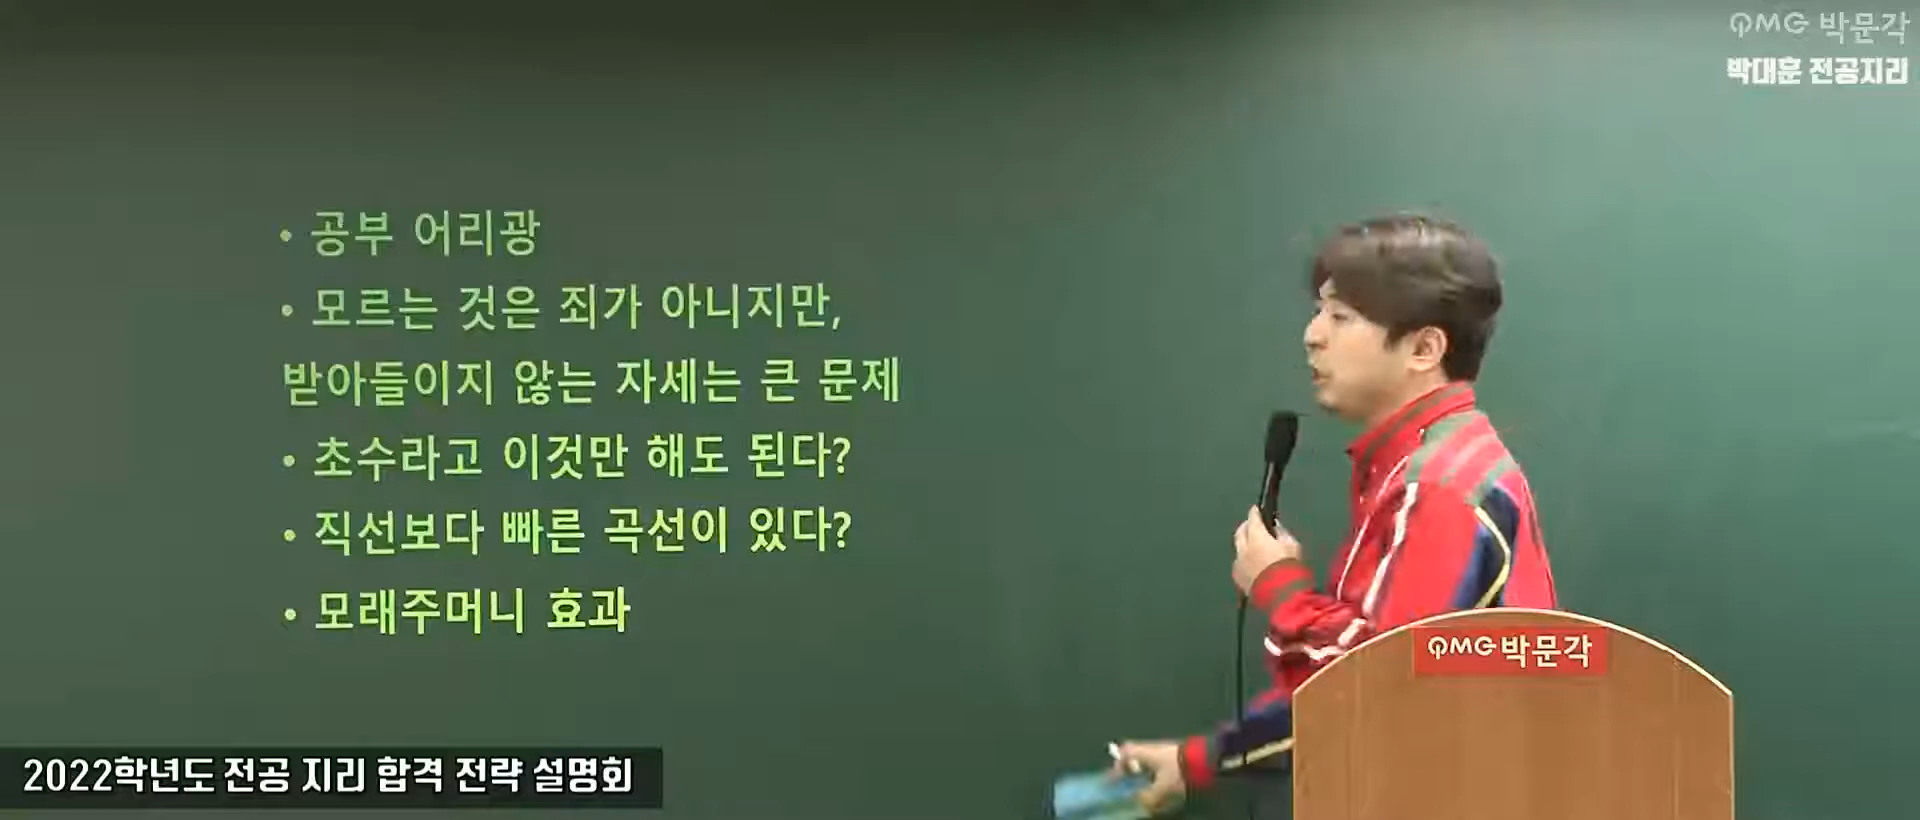 PMG 박문각
박대훈 전공지리
• 공부 어리광
• 모르는 것은 죄가 아니지만,
받아들이지 않는 자세는 큰 문제
• 초수라고 이것만 해도 된다?
• 직선보다 빠른 곡선이 있다?
• 모래주머니 효과
PMG박문각
2022학년도 전공 지리 합격 전략 설명회